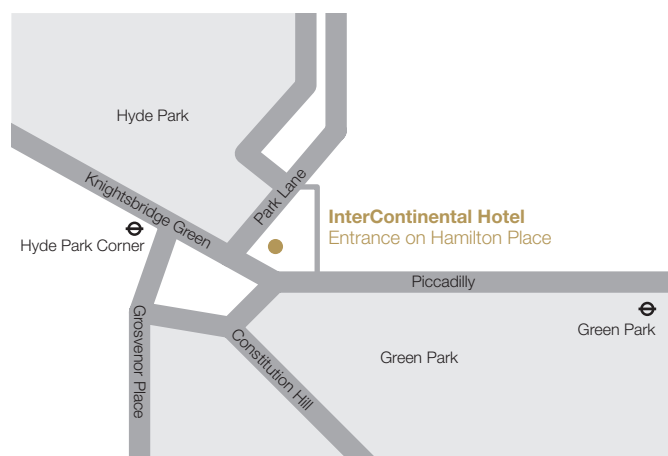 Hyde Park
Knightsbridge Green
Park Lane
InterContinental Hotel
Entrance on Hamilton Place
Hyde Park Corner
Piccadilly
Grosvenor Place
Constitution Hill
Green Park
Green Park